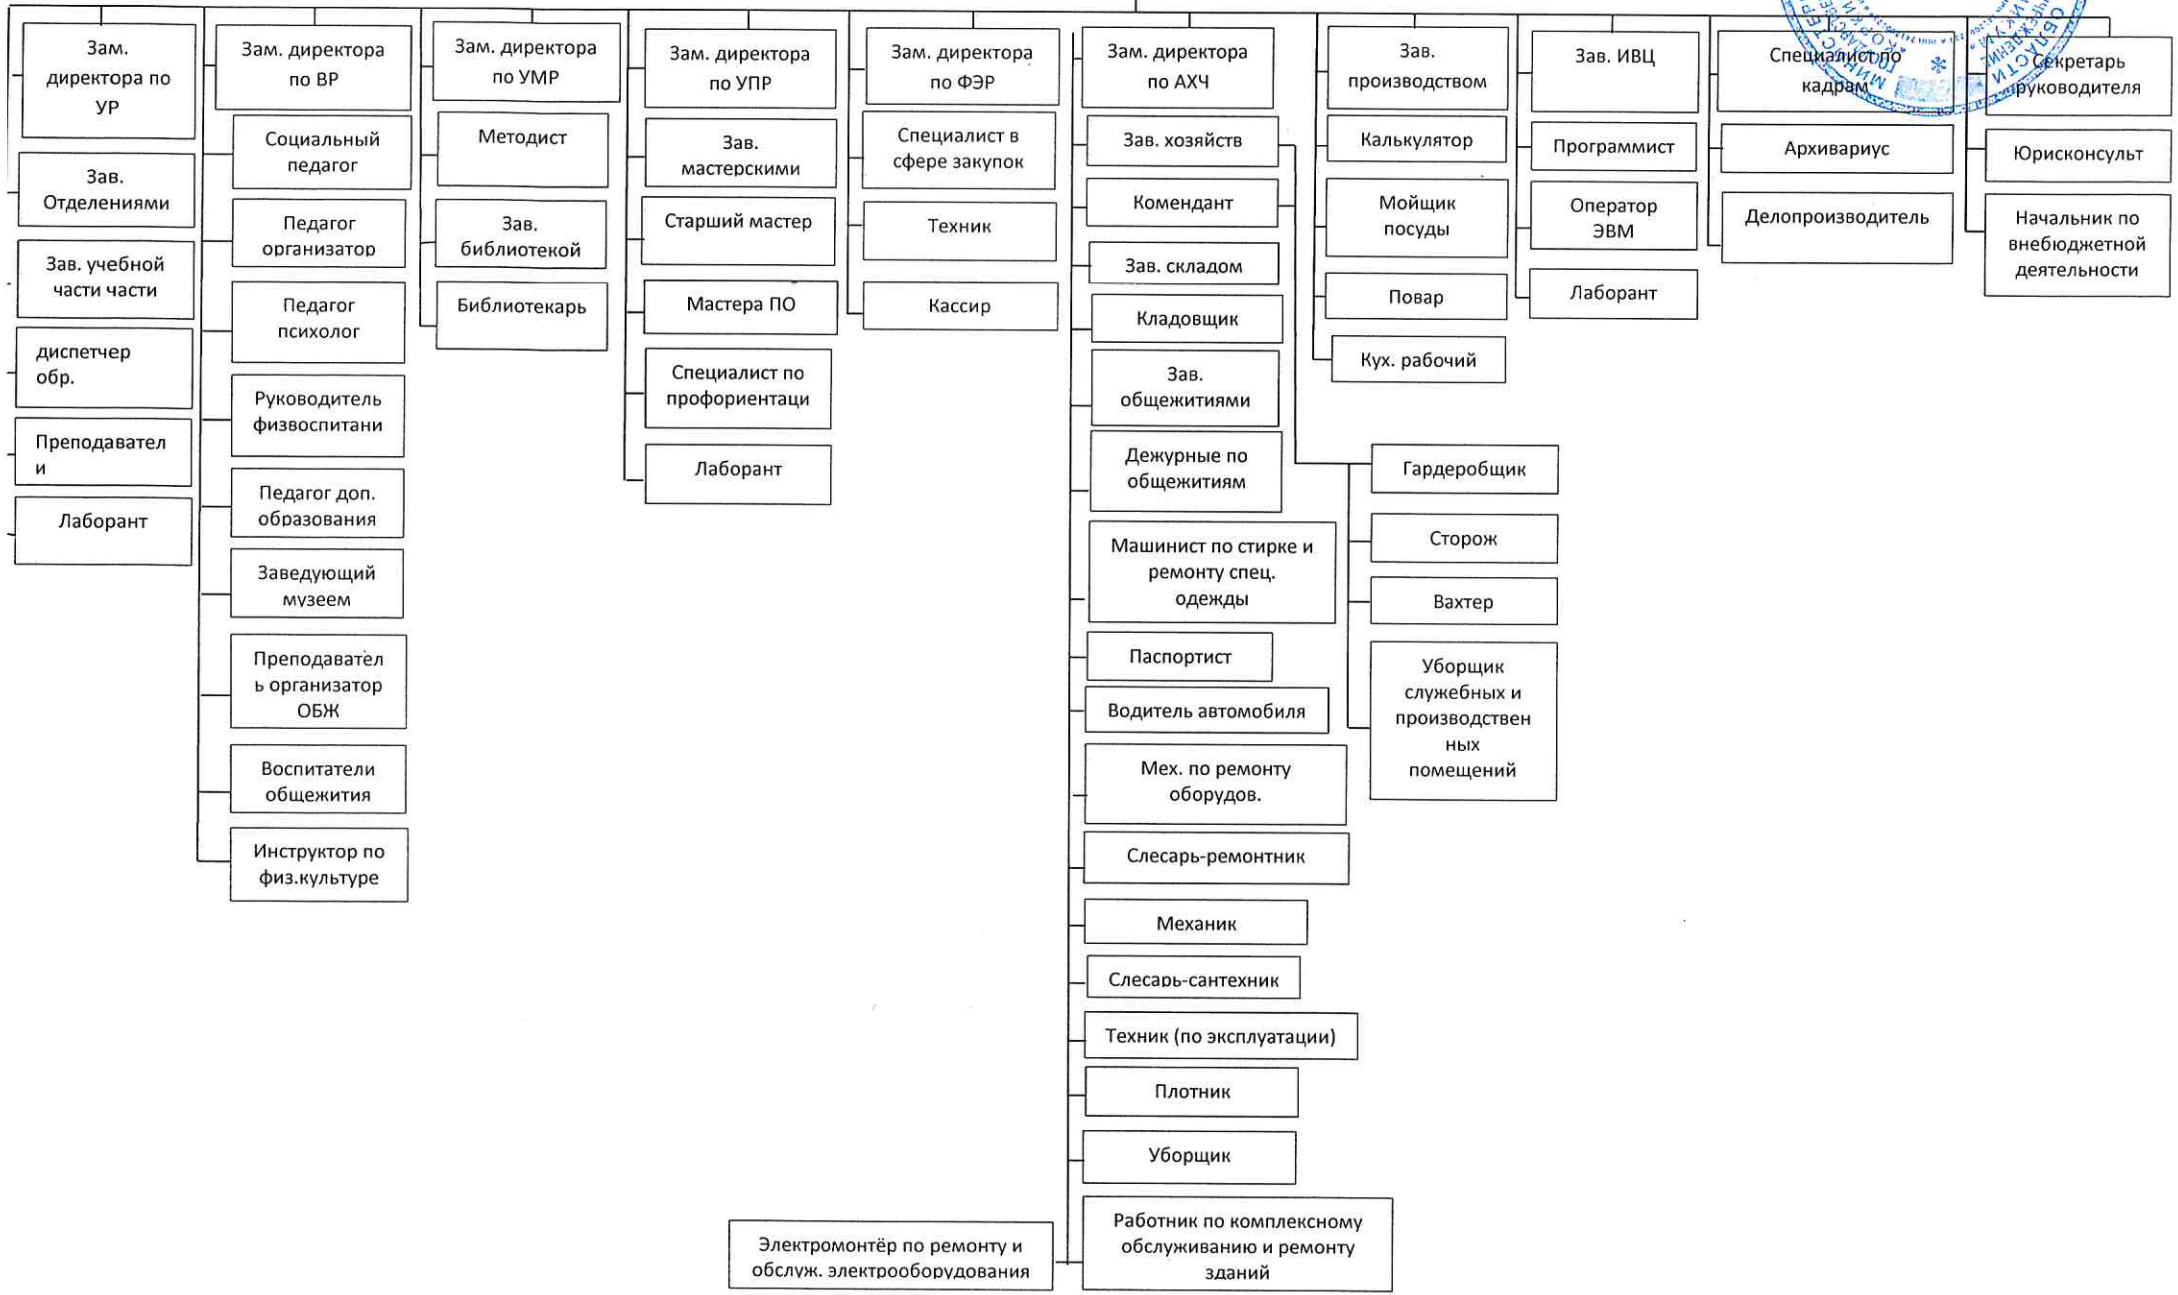 Зам.
директора по
УР
Зав.
Отделениями
Зав. учебной
части части
диспетчер
обр.
Преподавател
и
Лаборант
Зам. директора
по ВР
Социальный
педагог
Педагог
организатор
Педагог
психолог
Руководитель
физвоспитани
Педагог доп.
образования
Заведующий
музеем
Преподавател
ь организатор
ОБЖ
Воспитатели
общежития
Инструктор по
физ.культуре
Зам. директора
по УМР
Методист
Зав.
библиотекой
Библиотекарь
Зам. директора
по УПР
Зав.
мастерскими
Старший мастер
Мастера ПО
Специалист по
профориентаци
Лаборант
Зам. директора
по ФЭР
Специалист в
сфере закупок
Техник
Кассир
Зам. директора
по АХЧ
Зав. хозяйств
Комендант
Зав. складом
Кладовщик
Зав.
общежитиями
Дежурные по
общежитиям
Машинист по стирке и
ремонту спец.
одежды
Паспортист
Водитель автомобиля
Мех. по ремонту
оборудов.
Слесарь-ремонтник
Механик
Слесарь-сантехник
Техник (по эксплуатации)
Плотник
Уборщик
Работник по комплексному
обслуживанию и ремонту
зданий
Электромонтёр по ремонту и
обслуж. электрооборудования
Гардеробщик
Сторож
Вахтер
Уборщик
служебных и
производствен
ных
помещений
Зав.
производством
Калькулятор
Мойщик
посуды
Повар
Кух. рабочий
Зав. ИВЦ
Программист
Оператор
ЭВМ
Лаборант
Специалист по
кадрам
Архивариус
Делопроизводитель
Секретарь
руководителя
Юрисконсульт
Начальник по
внебюджетной
деятельности
ОБЛАСТИ